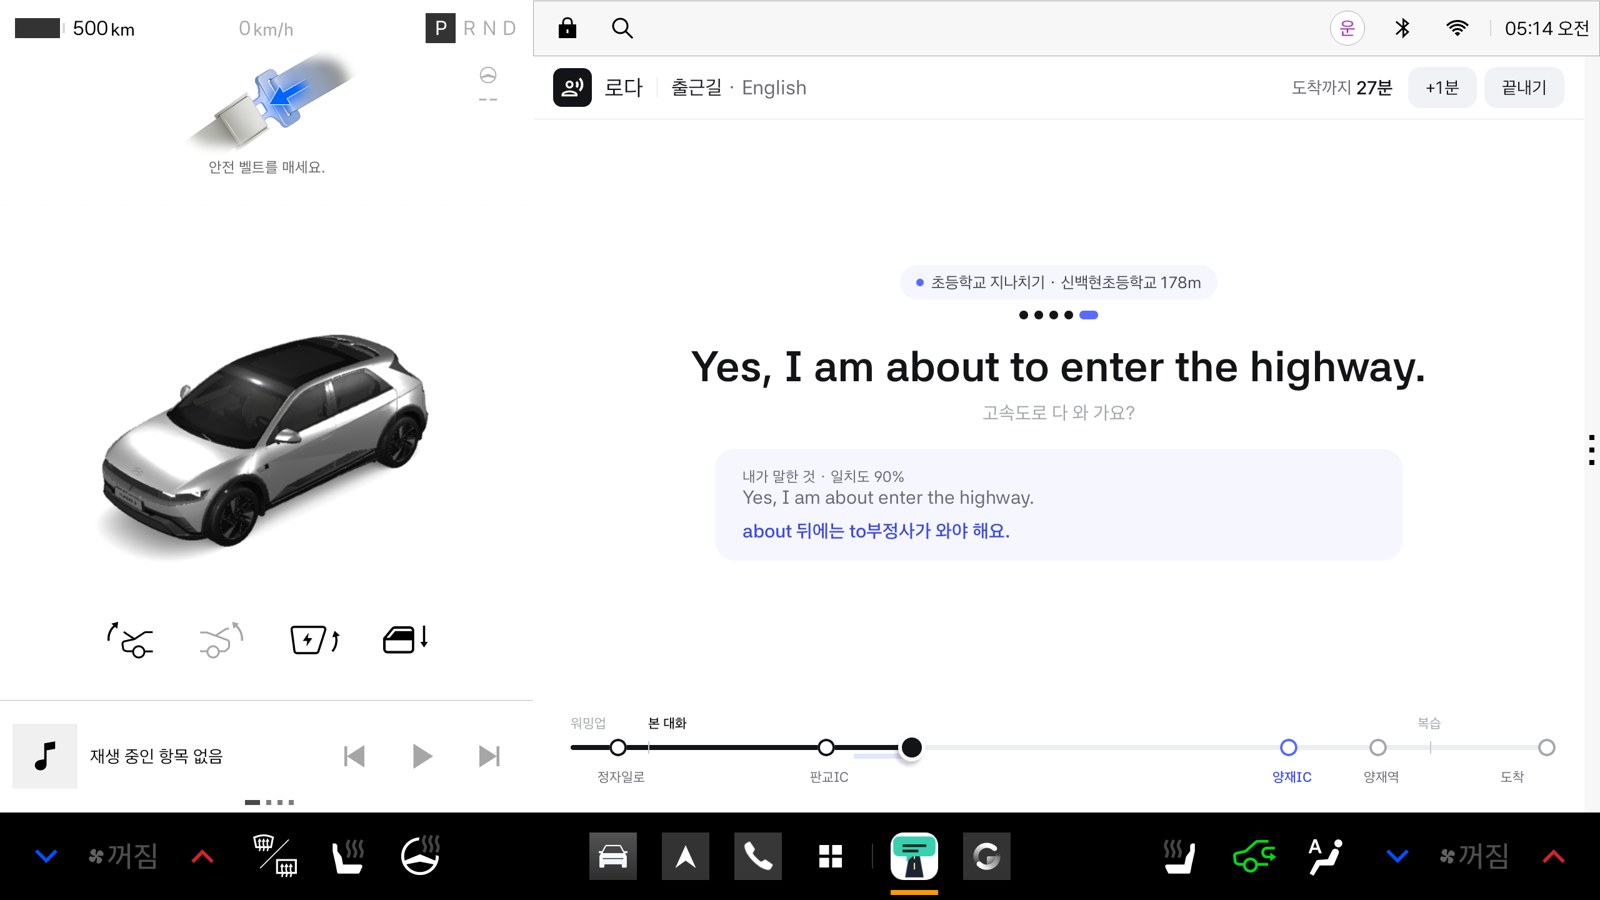 500 km
0 km/h
P R N D
운
05:14 오전
안전 벨트를 매세요.
로다
출근길 · English
도착까지 27분
+1분
끝내기
초등학교 지나치기 · 신백현초등학교 178m
Yes, I am about to enter the highway.
고속도로 다 와 가요?
내가 말한 것 · 일치도 90%
Yes, I am about enter the highway.
about 뒤에는 to부정사가 와야 해요.
워밍업
본 대화
복습
정자일로
판교IC
양재IC
양재역
도착
재생 중인 항목 없음
꺼짐
G
A
꺼짐